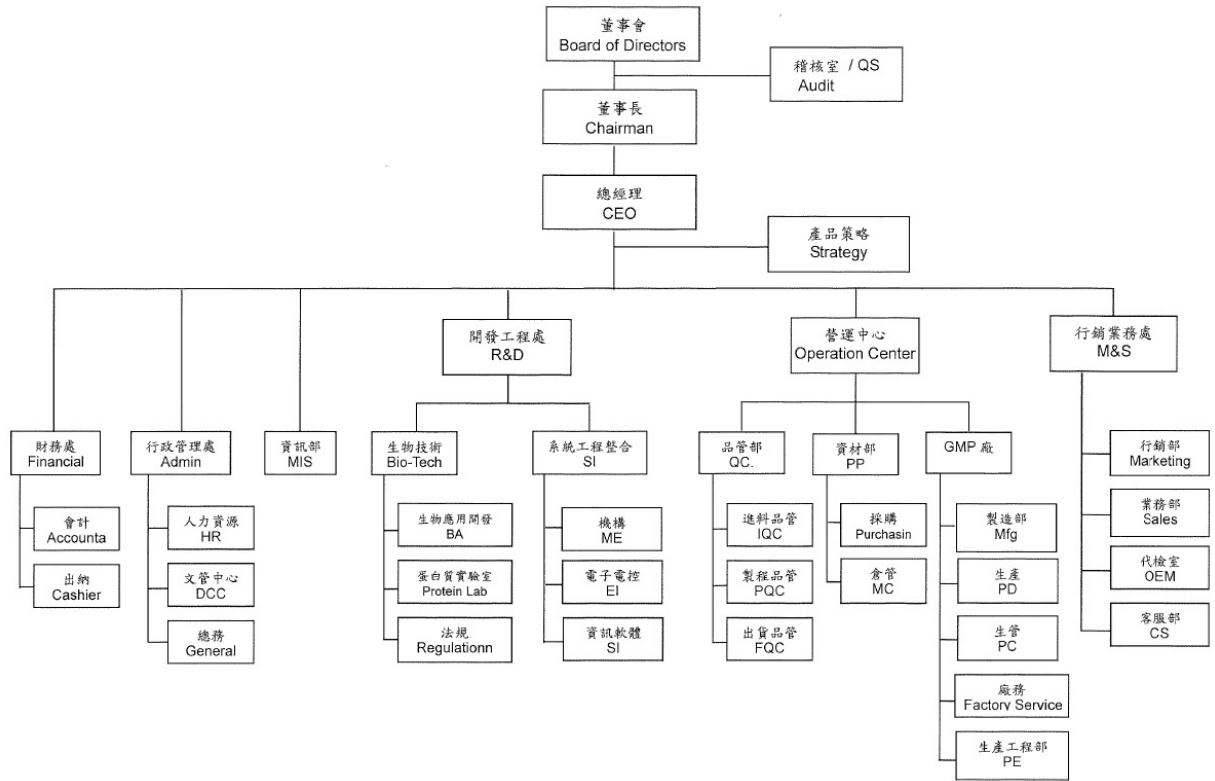 董事會
Board of Directors
稽核室 / QS
Audit
董事長
Chairman
總經理
CEO
產品策略
Strategy
開發工程處
R&D
營運中心
Operation Center
行銷業務處
M&S
財務處
Financial
行政管理處
Admin
資訊部
MIS
生物技術
Bio-Tech
系統工程整合
SI
品管部
QC.
資材部
PP
GMP 廠
行銷部
Marketing
會計
Accounta
人力資源
HR
生物應用開發
BA
機構
ME
進料品管
IQC
採購
Purchasin
製造部
Mfg
業務部
Sales
出納
Cashier
文管中心
DCC
蛋白質實驗室
Protein Lab
電子電控
EI
製程品管
PQC
倉管
MC
生產
PD
代檢室
OEM
總務
General
法規
Regulationn
資訊軟體
SI
出貨品管
FQC
生管
PC
客服部
CS
廠務
Factory Service
生產工程部
PE